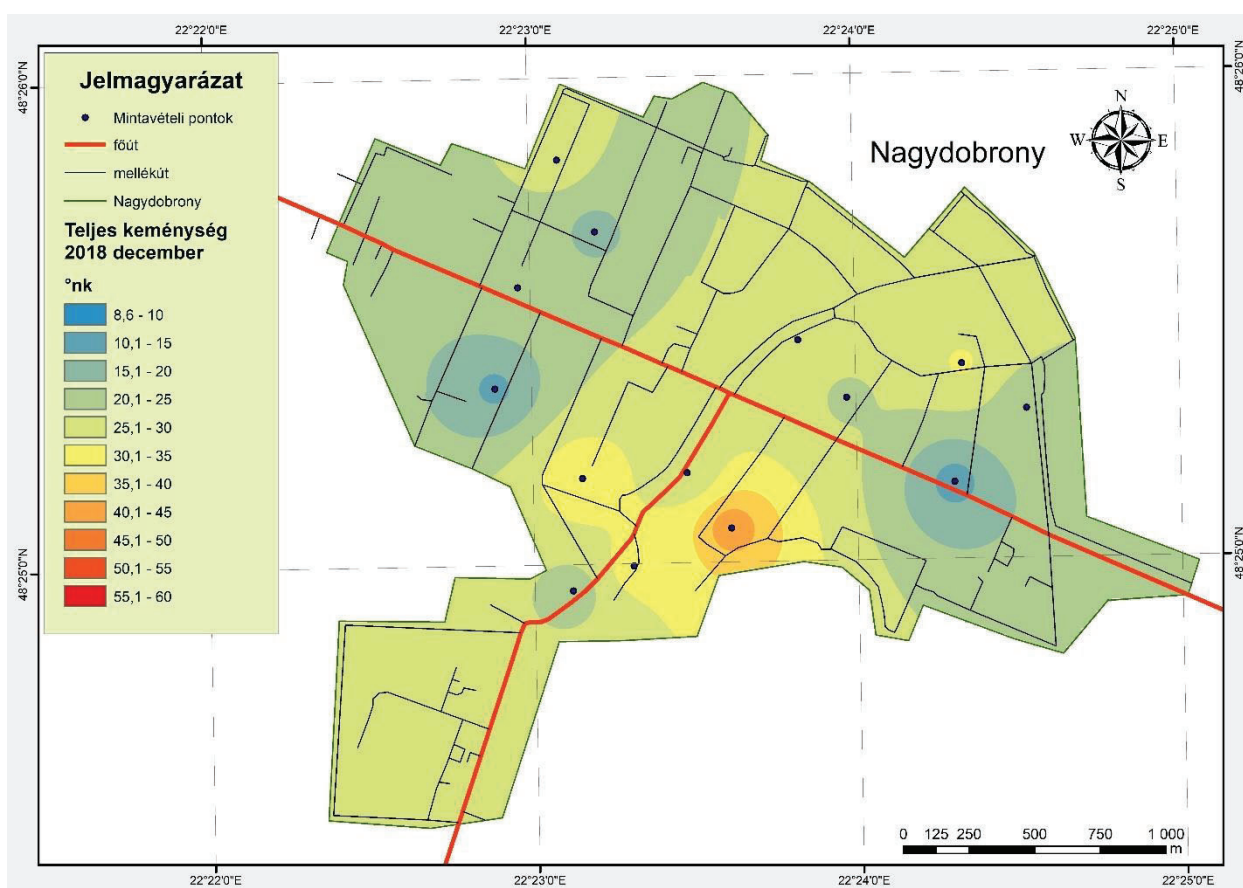 22°22'0"E
22°23'0"E
22°24'0"E
22°25'0"E
48°26'0"N
48°26'0"N
Jelmagyarázat
Mintavételi pontok
főút
mellékút
Nagydobrony
Teljes keménység
2018 december
°nk
8,6 - 10
10,1 - 15
15,1 - 20
20,1 - 25
25,1 - 30
30,1 - 35
35,1 - 40
40,1 - 45
45,1 - 50
50,1 - 55
55,1 - 60
Nagydobrony
N
W
E
S
48°25'0"N
48°25'0"N
0 125 250 500 750 1 000
m
22°22'0"E
22°23'0"E
22°24'0"E
22°25'0"E